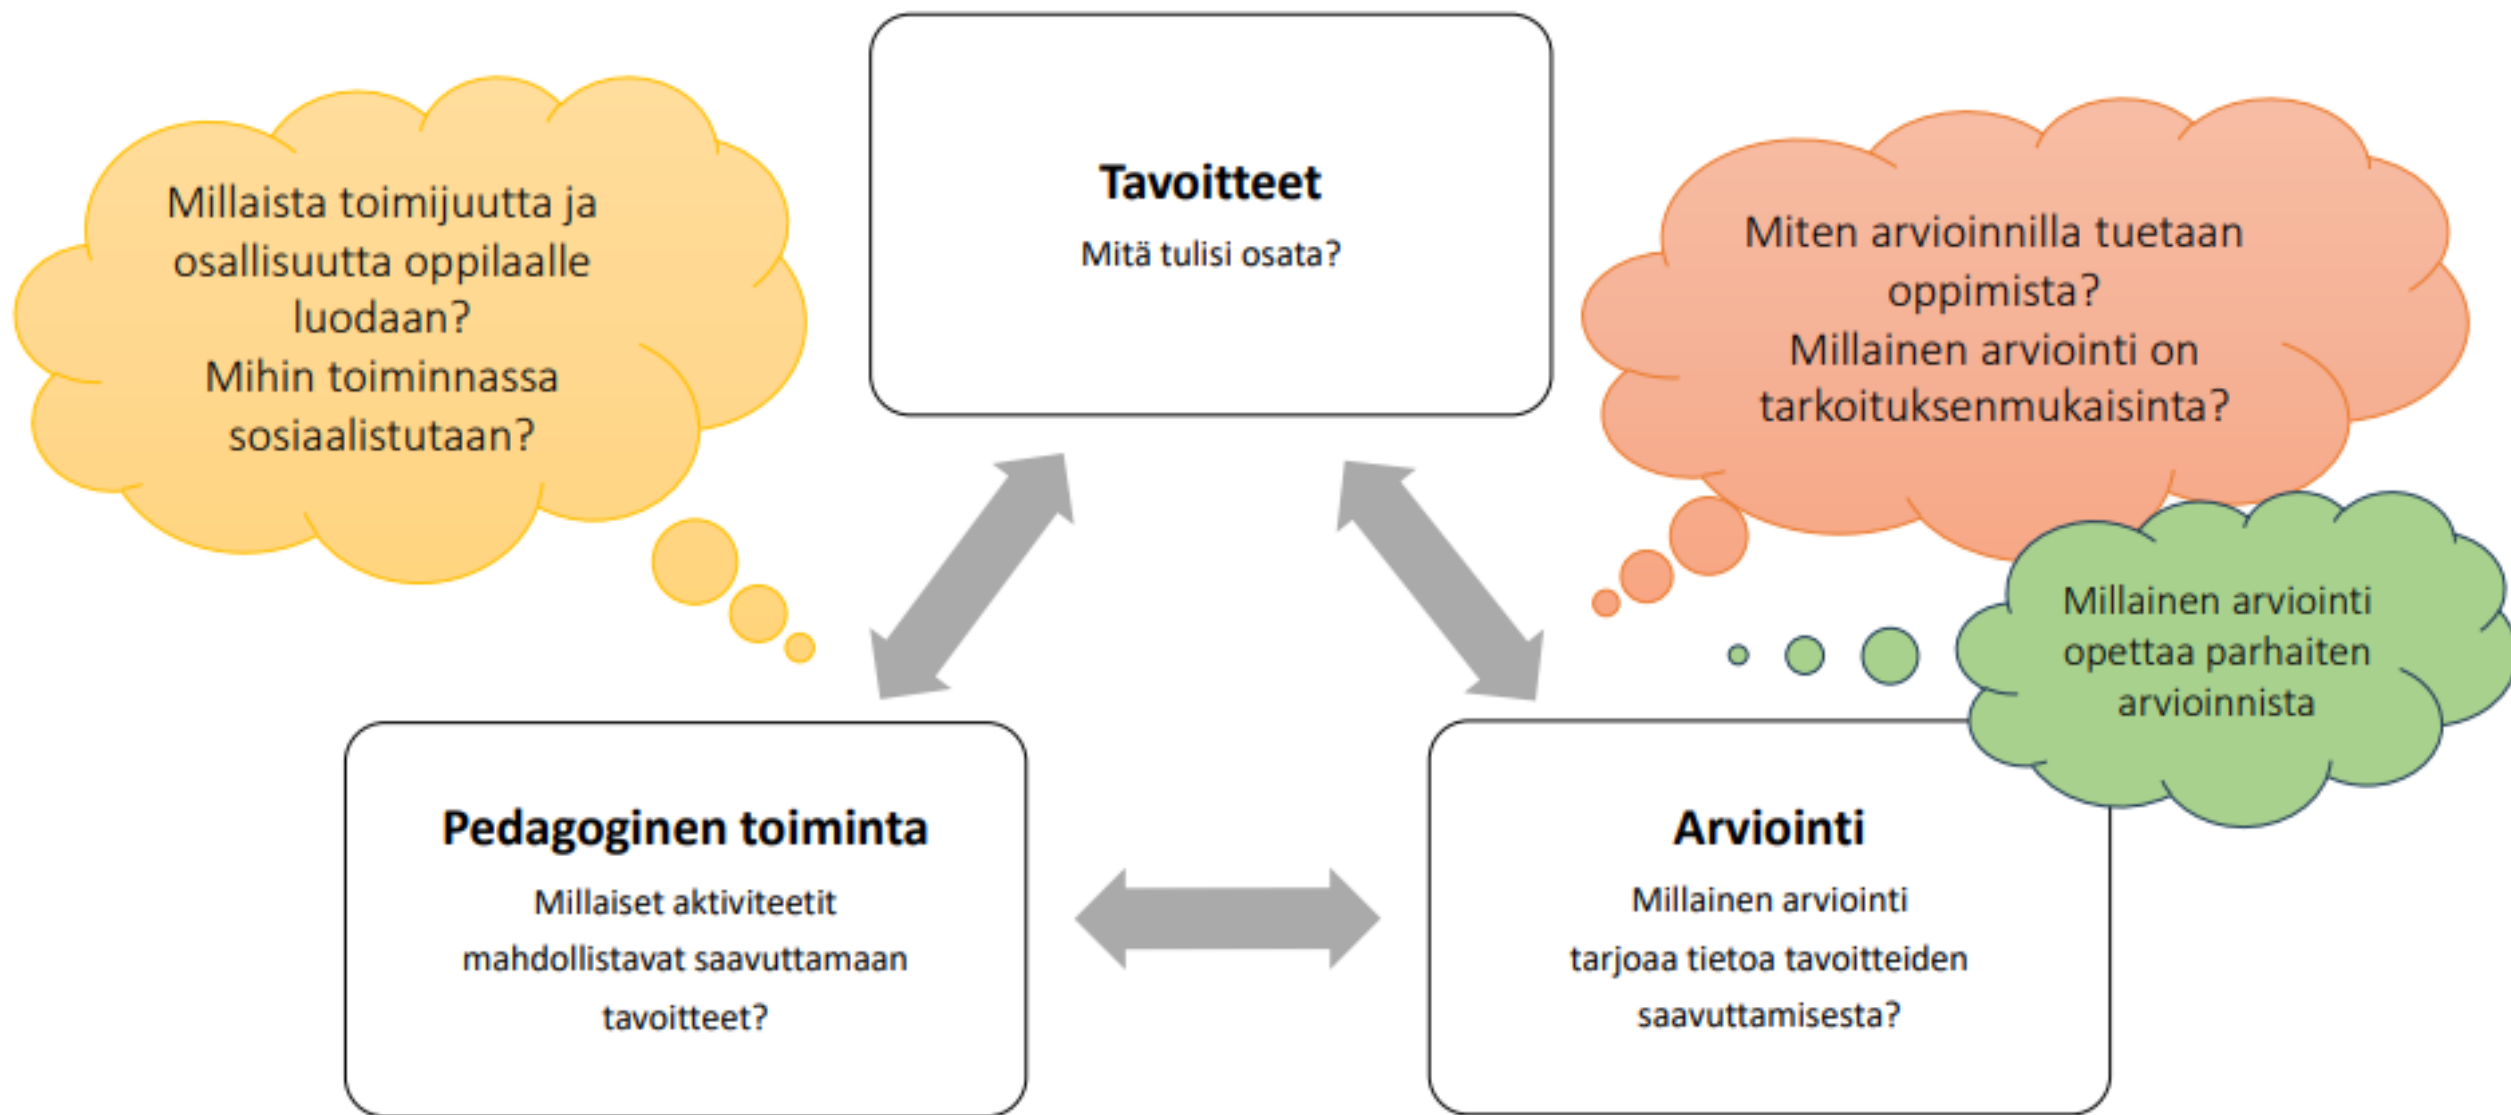 Tavoitteet
Mitä tulisi osata?
Millaista toimijuutta ja
osallisuutta oppilaalle
luodaan?
Mihin toiminnassa
sosiaalistutaan?
Miten arvioinnilla tuetaan
oppimista?
Millainen arviointi on
tarkoituksenmukaisinta?
Millainen arviointi
opettaa parhaiten
arvioinnista
Pedagoginen toiminta
Millaiset aktiviteetit
mahdollistavat saavuttamaan
tavoitteet?
Arviointi
Millainen arviointi
tarjoaa tietoa tavoitteiden
saavuttamisesta?